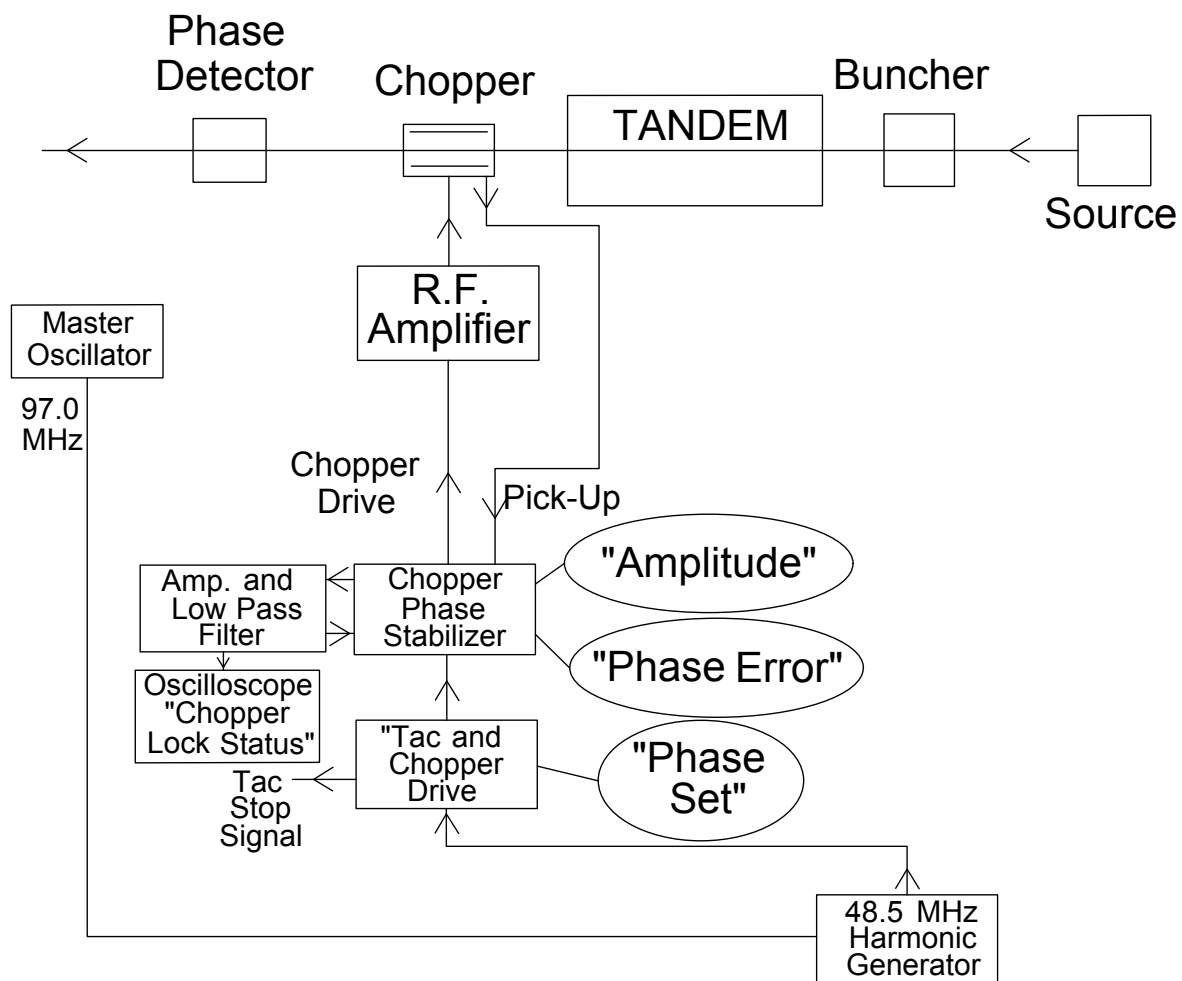 Phase
Detector
Chopper
TANDEM
Buncher
Source
R.F.
Amplifier
Master
Oscillator
97.0
MHz
Chopper
Drive
Pick-Up
"Amplitude"
Amp. and
Low Pass
Filter
Chopper
Phase
Stabilizer
"Phase Error"
Oscilloscope
"Chopper
Lock Status"
"Tac and
Chopper
Drive
"Phase
Set"
Tac
Stop
Signal
48.5 MHz
Harmonic
Generator